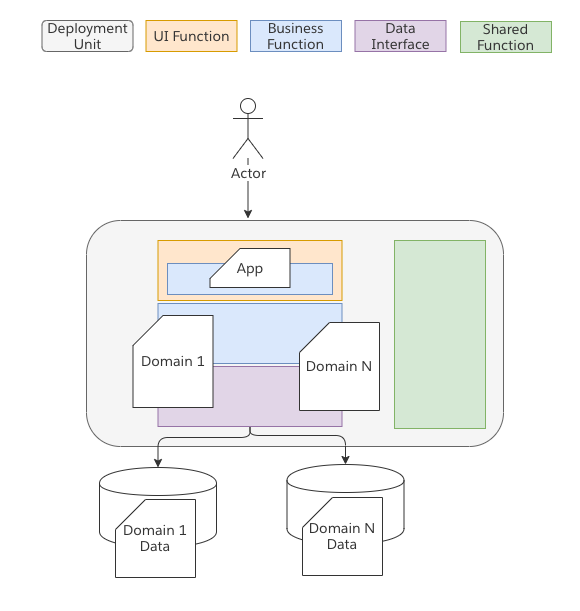 Deployment
Unit
UI Function
Business
Function
Data
Interface
Shared
Function
Actor
App
Domain 1
Domain N
Domain 1
Data
Domain N
Data